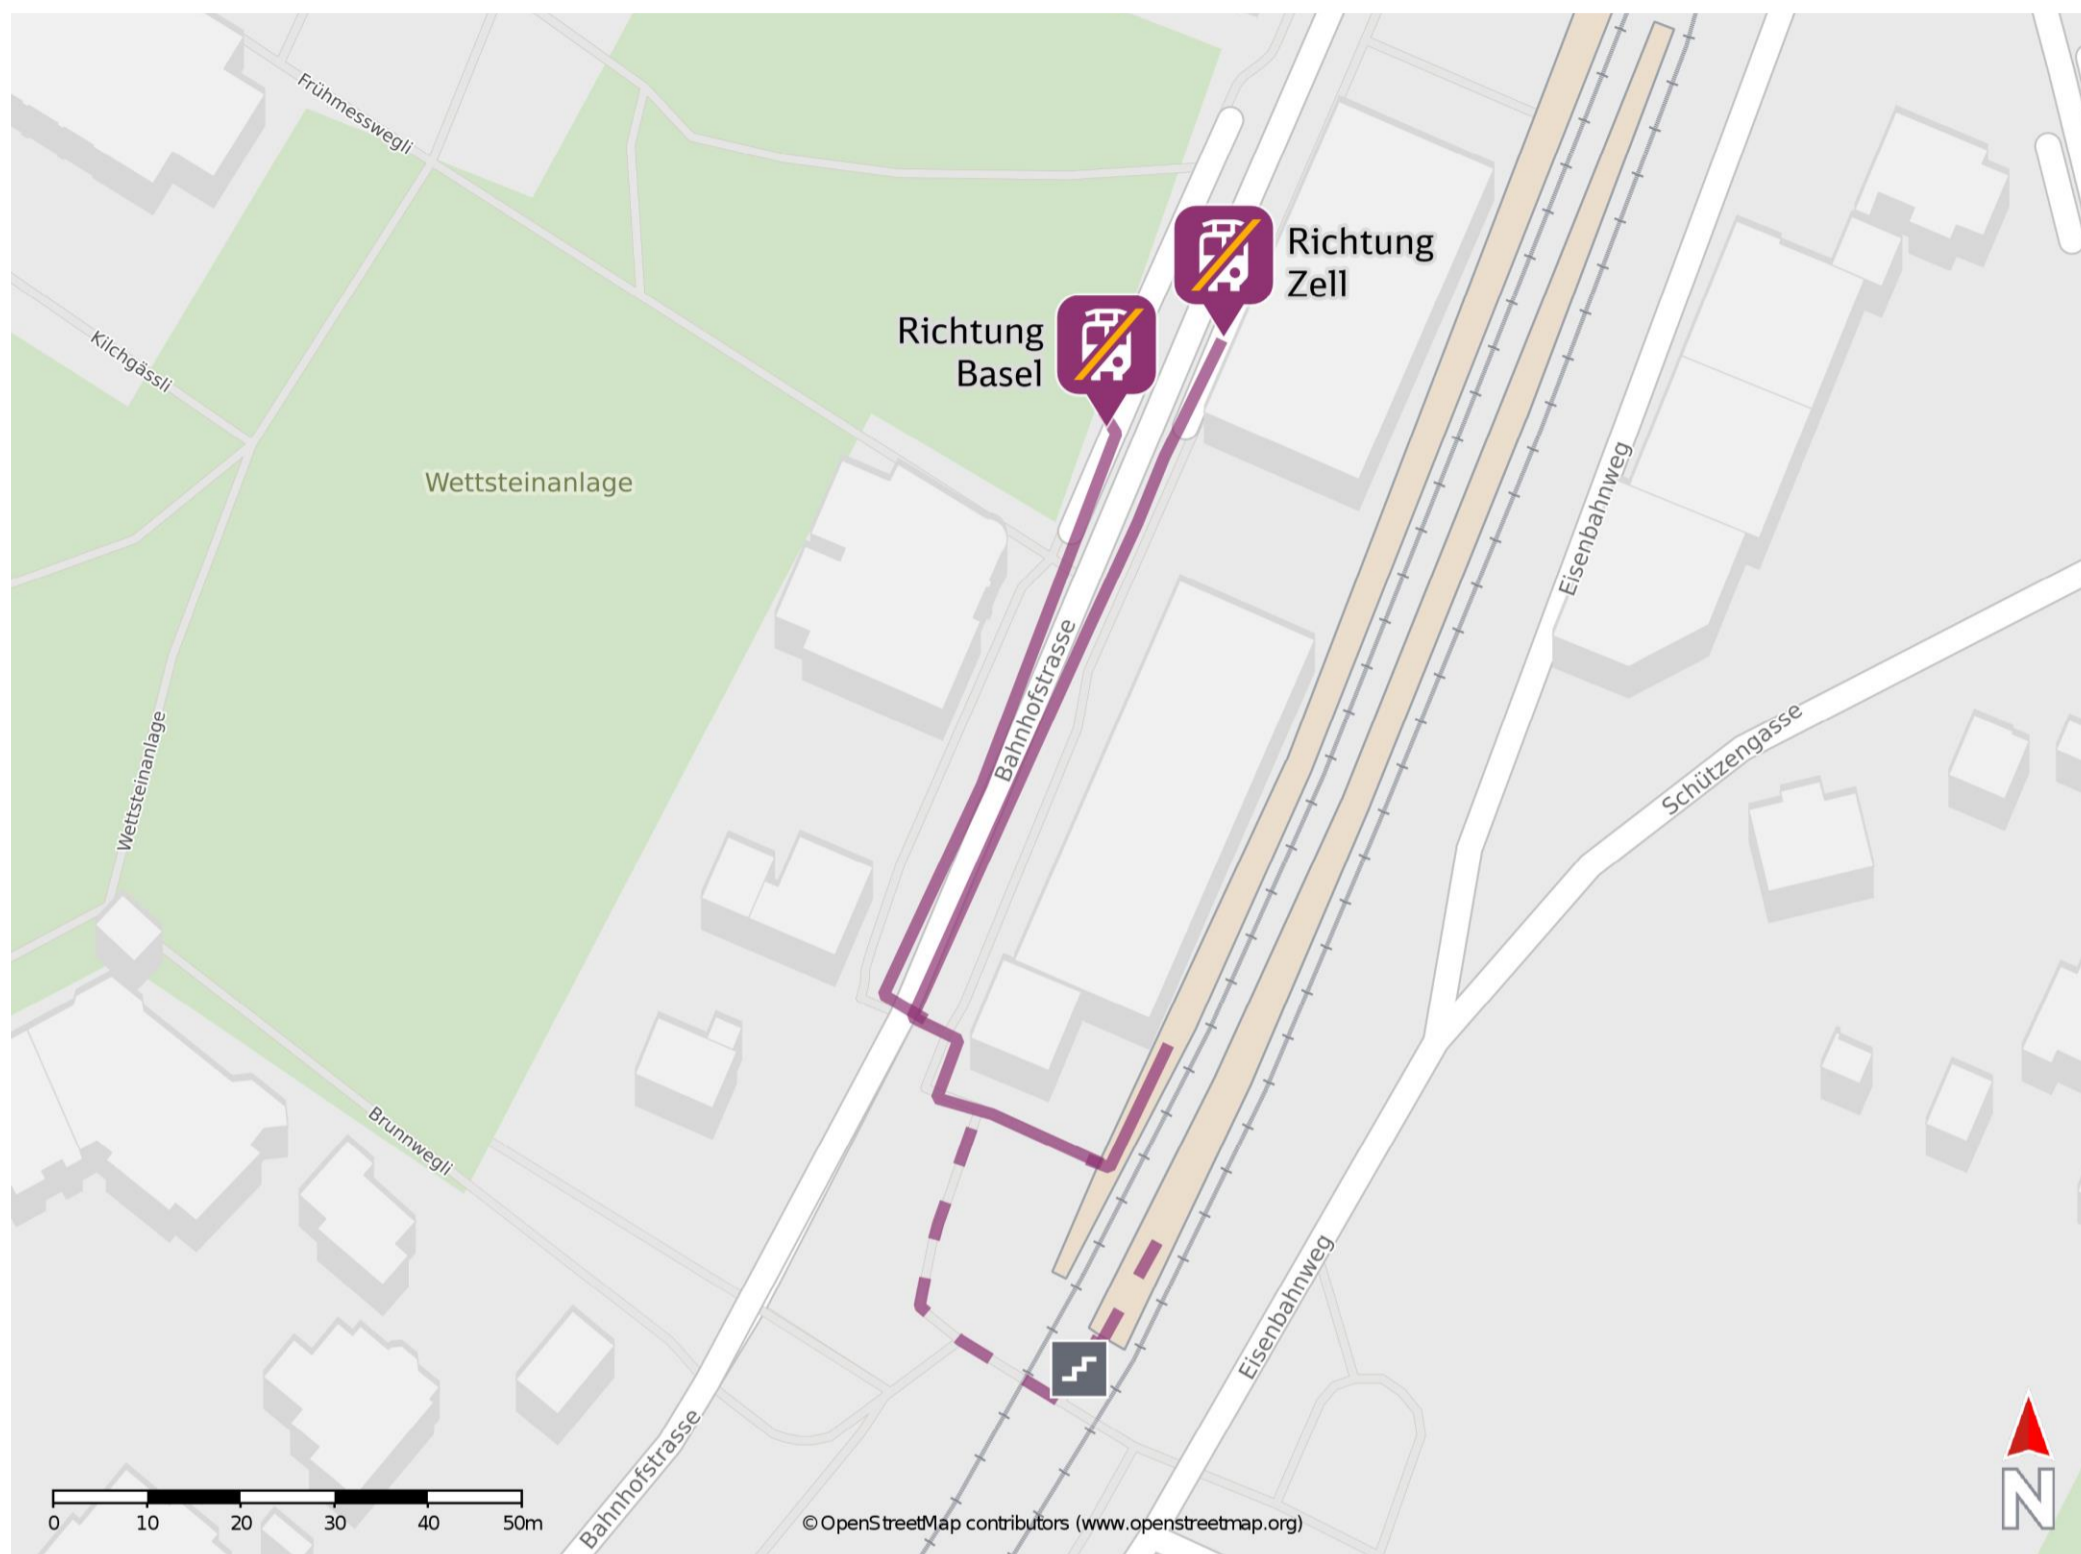 Frühmesswegli
Richtung
Zell
Richtung
Basel
Kilchgässli
Wettsteinanlage
Eisenbahnweg
Bahnhofstrasse
Wettsteinanlage
Schützengasse
Brunnwegli
Eisenbahnweg
Bahnhofstrasse
0 10 20 30 40 50m
© OpenStreetMap contributors (www.openstreetmap.org)
N